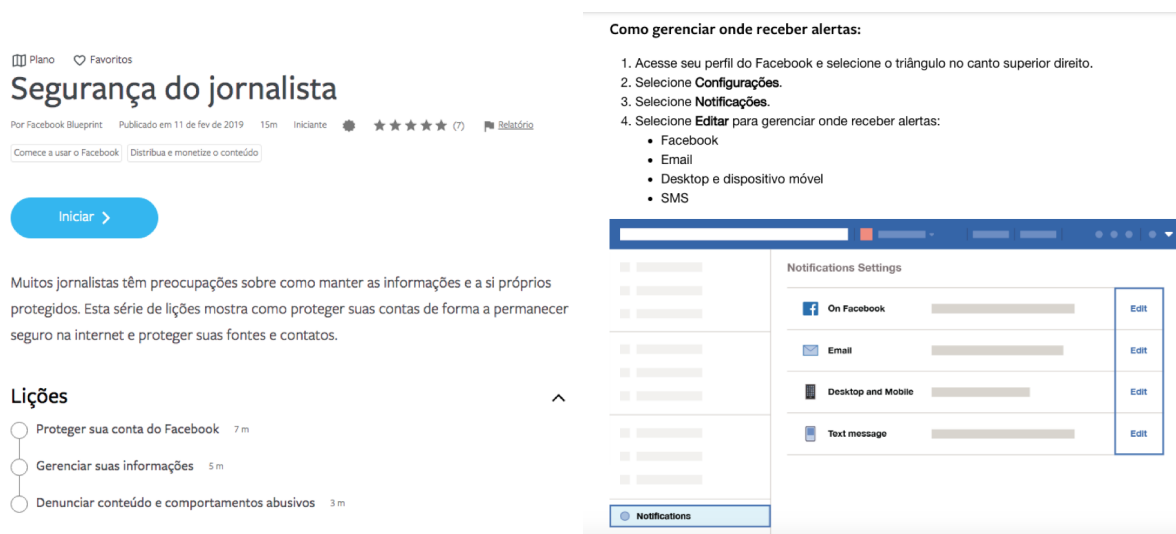 Plano Favoritos
Segurança do jornalista
Por Facebook Blueprint Publicado em 11 de fev de 2019 15m Iniciante (7) Relatório
Comece a usar o Facebook Distribua e monetize o conteúdo
Iniciar
Muitos jornalistas têm preocupações sobre como manter as informações e a si próprios
protegidos. Esta série de lições mostra como proteger suas contas de forma a permanecer
seguro na internet e proteger suas fontes e contatos.
Lições
Proteger sua conta do Facebook 7 m
Gerenciar suas informações 5 m
Denunciar conteúdo e comportamentos abusivos 3 m
Como gerenciar onde receber alertas:
1. Acesse seu perfil do Facebook e selecione o triângulo no canto superior direito.
2. Selecione Configurações.
3. Selecione Notificações.
4. Selecione Editar para gerenciar onde receber alertas:
• Facebook
• Email
• Desktop e dispositivo móvel
• SMS
Notifications Settings
On Facebook Edit
Email Edit
Desktop and Mobile Edit
Text message Edit
Notifications